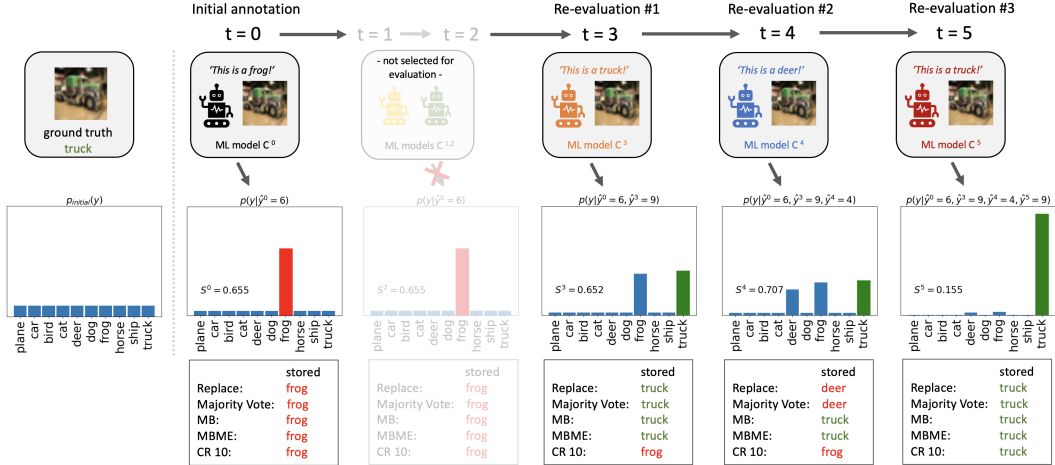 Initial annotation
Re-evaluation #1
Re-evaluation #2
Re-evaluation #3
t = 0
t = 1
t = 2
t = 3
t = 4
t = 5
ground truth
truck
'This is a frog!'
ML model C 0
- not selected for
evaluation -
ML models C 1,2
'This is a truck!'
ML model C 3
'This is a deer!'
ML model C 4
'This is a truck!'
ML model C 5
p_initial(y)
plane
car
bird
cat
deer
dog
frog
horse
ship
truck
p(y|ŷ⁰ = 6)
S⁰ = 0.655
plane
car
bird
cat
deer
dog
frog
horse
ship
truck
p(y|ŷ⁰ = 6)
S² = 0.655
plane
car
bird
cat
deer
dog
frog
horse
ship
truck
p(y|ŷ⁰ = 6, ŷ³ = 9)
S³ = 0.652
plane
car
bird
cat
deer
dog
frog
horse
ship
truck
p(y|ŷ⁰ = 6, ŷ³ = 9, ŷ⁴ = 4)
S⁴ = 0.707
plane
car
bird
cat
deer
dog
frog
horse
ship
truck
p(y|ŷ⁰ = 6, ŷ³ = 9, ŷ⁴ = 4, ŷ⁵ = 9)
S⁵ = 0.155
plane
car
bird
cat
deer
dog
frog
horse
ship
truck
stored
Replace: frog
Majority Vote: frog
MB: frog
MBME: frog
CR 10: frog
stored
Replace: frog
Majority Vote: frog
MB: frog
MBME: frog
CR 10: frog
stored
Replace: truck
Majority Vote: truck
MB: truck
MBME: truck
CR 10: frog
stored
Replace: deer
Majority Vote: deer
MB: truck
MBME: truck
CR 10: frog
stored
Replace: truck
Majority Vote: truck
MB: truck
MBME: truck
CR 10: truck